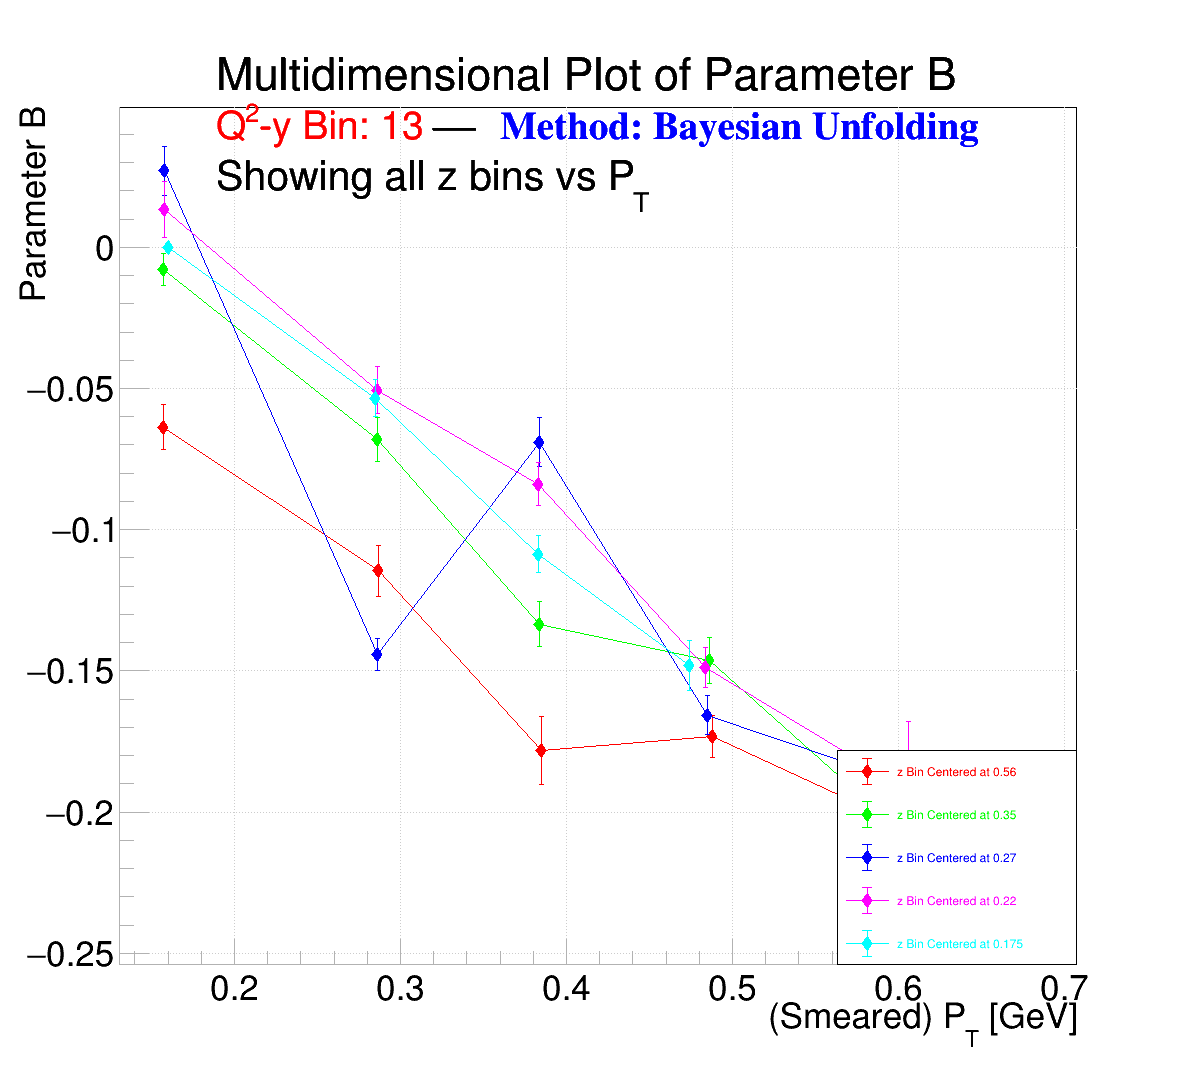 Multidimensional Plot of Parameter B
Q²-y Bin: 13 — Method: Bayesian Unfolding
Showing all z bins vs P_T
Parameter B
0
−0.05
−0.1
−0.15
−0.2
−0.25
z Bin Centered at 0.56
z Bin Centered at 0.35
z Bin Centered at 0.27
z Bin Centered at 0.22
z Bin Centered at 0.175
0.2 0.3 0.4 0.5 0.6 0.7
(Smeared) P_T [GeV]